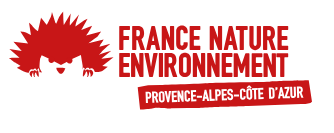 FRANCE NATURE
ENVIRONNEMENT
PROVENCE-ALPES-CÔTE D'AZUR